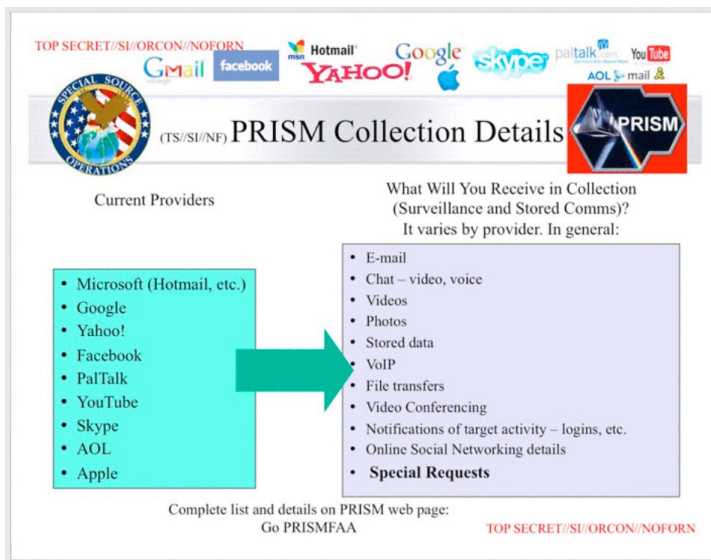 TOP SECRET//SI//ORCON//NOFORN
Gmail
facebook
msn Hotmail
YAHOO!
Google
skype
paltalk.com
YouTube
AOL mail
SPECIAL SOURCE OPERATIONS
(TS//SI//NF) PRISM Collection Details
PRISM
Current Providers
Microsoft (Hotmail, etc.)
Google
Yahoo!
Facebook
PalTalk
YouTube
Skype
AOL
Apple
What Will You Receive in Collection
(Surveillance and Stored Comms)?
It varies by provider. In general:
E-mail
Chat – video, voice
Videos
Photos
Stored data
VoIP
File transfers
Video Conferencing
Notifications of target activity – logins, etc.
Online Social Networking details
Special Requests
Complete list and details on PRISM web page:
Go PRISMFAA
TOP SECRET//SI//ORCON//NOFORN